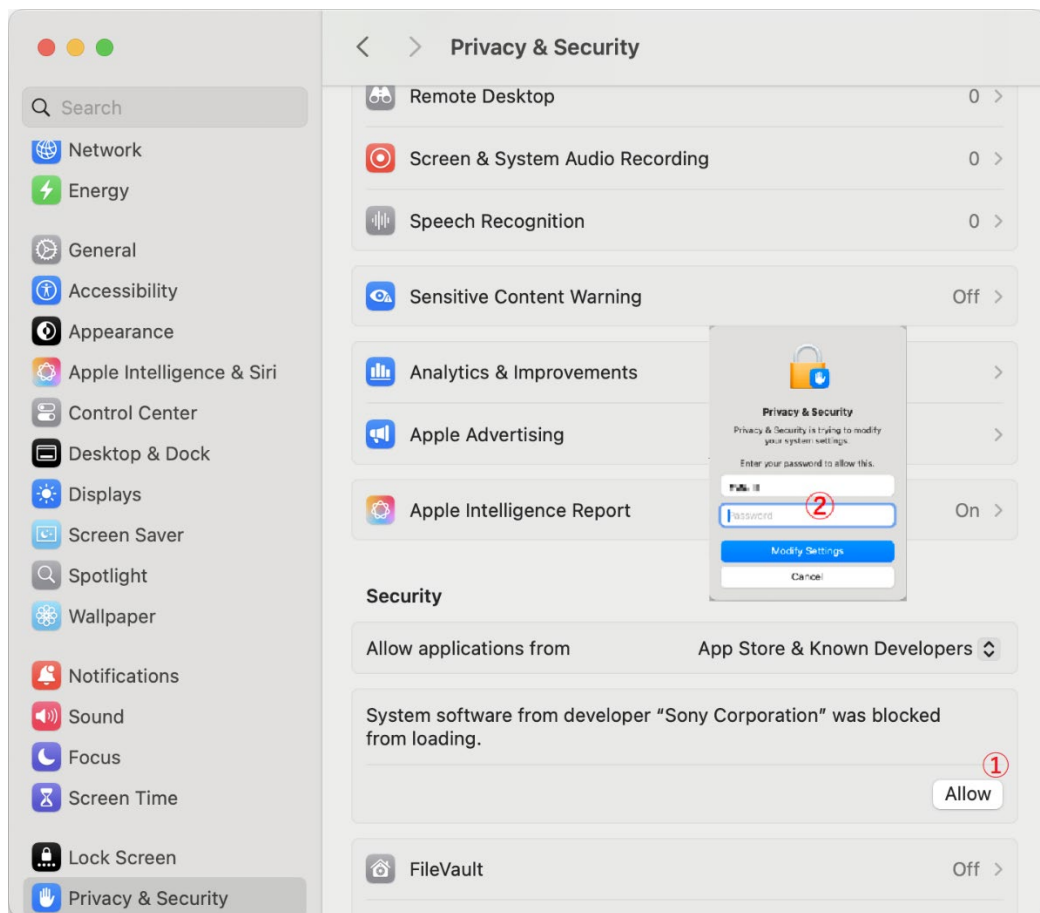 Privacy & Security
Search
Network
Energy
General
Accessibility
Appearance
Apple Intelligence & Siri
Control Center
Desktop & Dock
Displays
Screen Saver
Spotlight
Wallpaper
Notifications
Sound
Focus
Screen Time
Lock Screen
Privacy & Security
Remote Desktop 0
Screen & System Audio Recording 0
Speech Recognition 0
Sensitive Content Warning Off
Analytics & Improvements
Apple Advertising
Apple Intelligence Report On
Privacy & Security
Privacy & Security is trying to modify
your system settings.
Enter your password to allow this.
Password ②
Modify Settings
Cancel
Security
Allow applications from App Store & Known Developers
System software from developer “Sony Corporation” was blocked
from loading.
①
Allow
FileVault Off